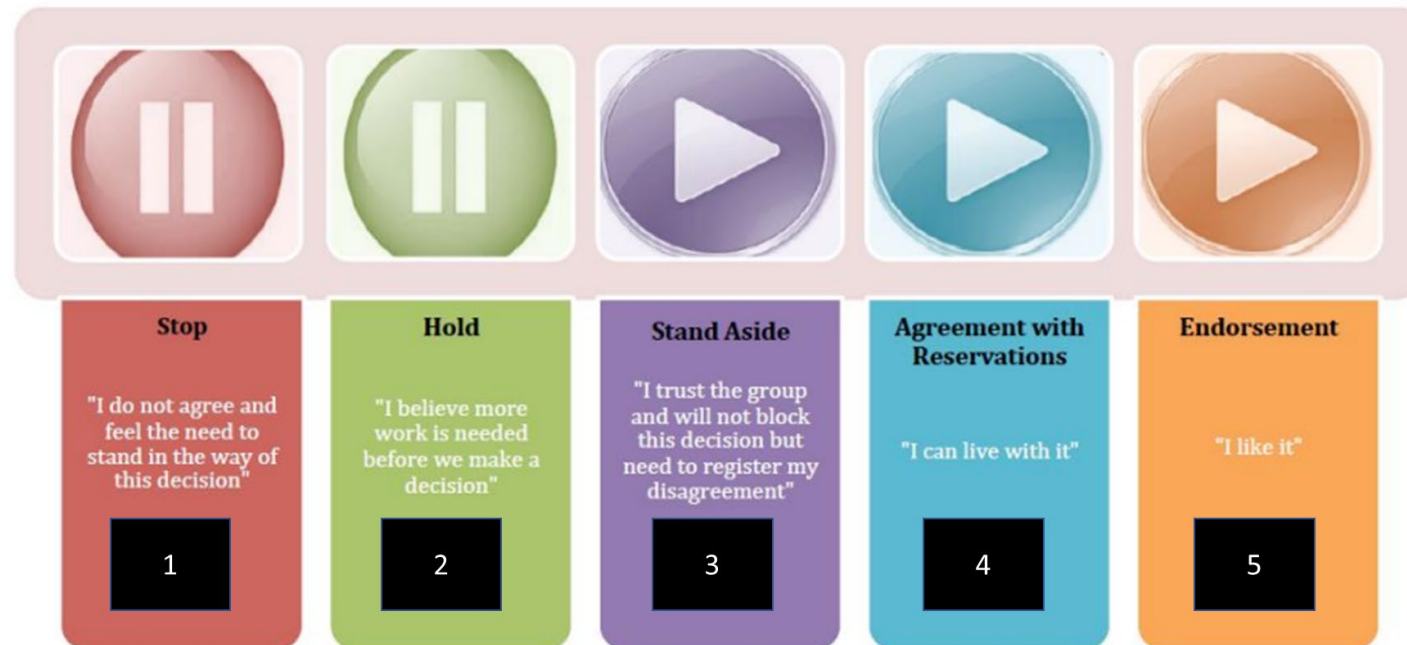 Stop
"I do not agree and
feel the need to
stand in the way of
this decision"
1
Hold
"I believe more
work is needed
before we make a
decision"
2
Stand Aside
"I trust the group
and will not block
this decision but
need to register my
disagreement"
3
Agreement with
Reservations
"I can live with it"
4
Endorsement
"I like it"
5